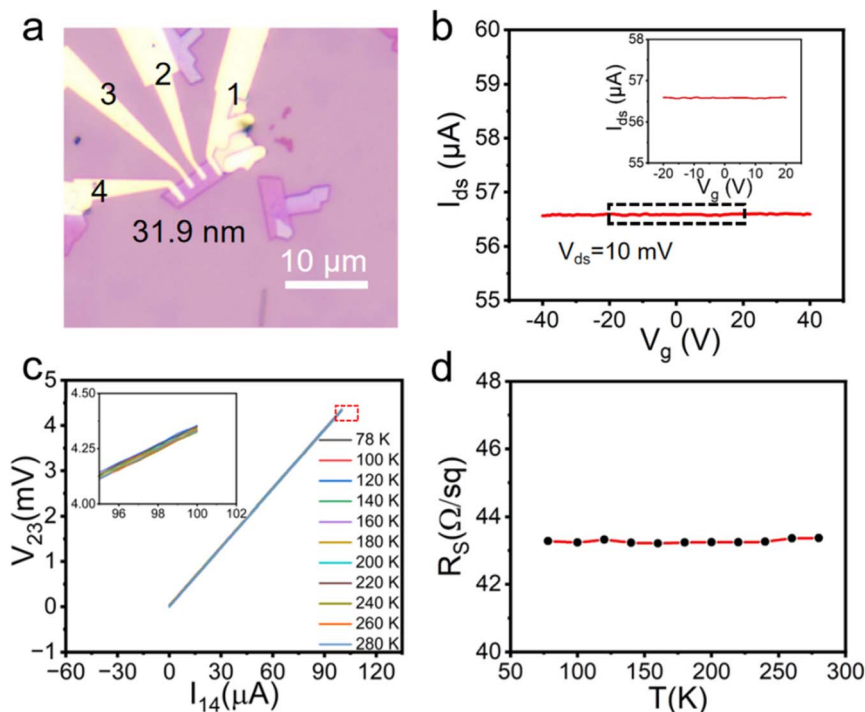 a
1
2
3
4
31.9 nm
10 μm
b
60
59
58
57
56
55
I_ds (μA)
-40
-20
0
20
40
V_g (V)
V_ds=10 mV
58
57
56
55
I_ds (μA)
-20
-10
0
10
20
V_g (V)
c
5
4
3
2
1
0
−1
V_23(mV)
−60
−30
0
30
60
90
120
I_14(μA)
4.50
4.25
4.00
96
98
100
102
78 K
100 K
120 K
140 K
160 K
180 K
200 K
220 K
240 K
260 K
280 K
d
48
46
44
42
40
R_S(Ω/sq)
50
100
150
200
250
300
T(K)